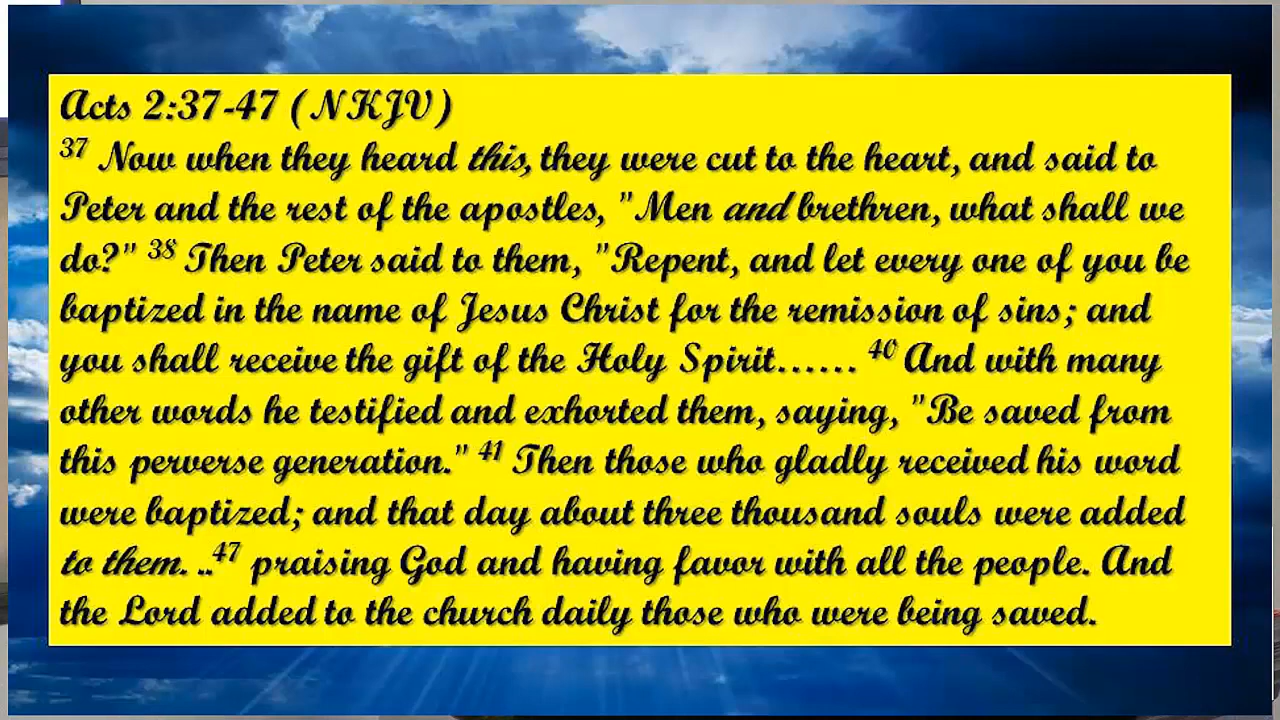 Acts 2:37-47 (NKJV)
37 Now when they heard this, they were cut to the heart, and said to
Peter and the rest of the apostles, "Men and brethren, what shall we
do?" 38 Then Peter said to them, "Repent, and let every one of you be
baptized in the name of Jesus Christ for the remission of sins; and
you shall receive the gift of the Holy Spirit...... 40 And with many
other words he testified and exhorted them, saying, "Be saved from
this perverse generation." 41 Then those who gladly received his word
were baptized; and that day about three thousand souls were added
to them. ..47 praising God and having favor with all the people. And
the Lord added to the church daily those who were being saved.